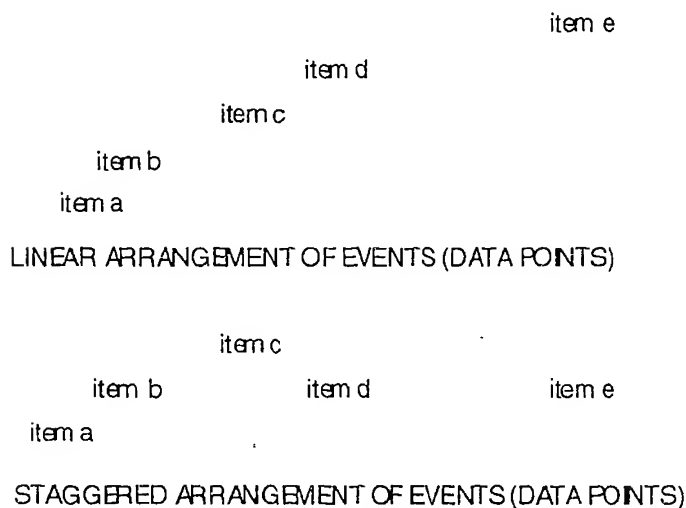 item e
item d
item c
item b
item a
LINEAR ARRANGEMENT OF EVENTS (DATA POINTS)
item c
item b item d item e
item a
STAGGERED ARRANGEMENT OF EVENTS (DATA POINTS)